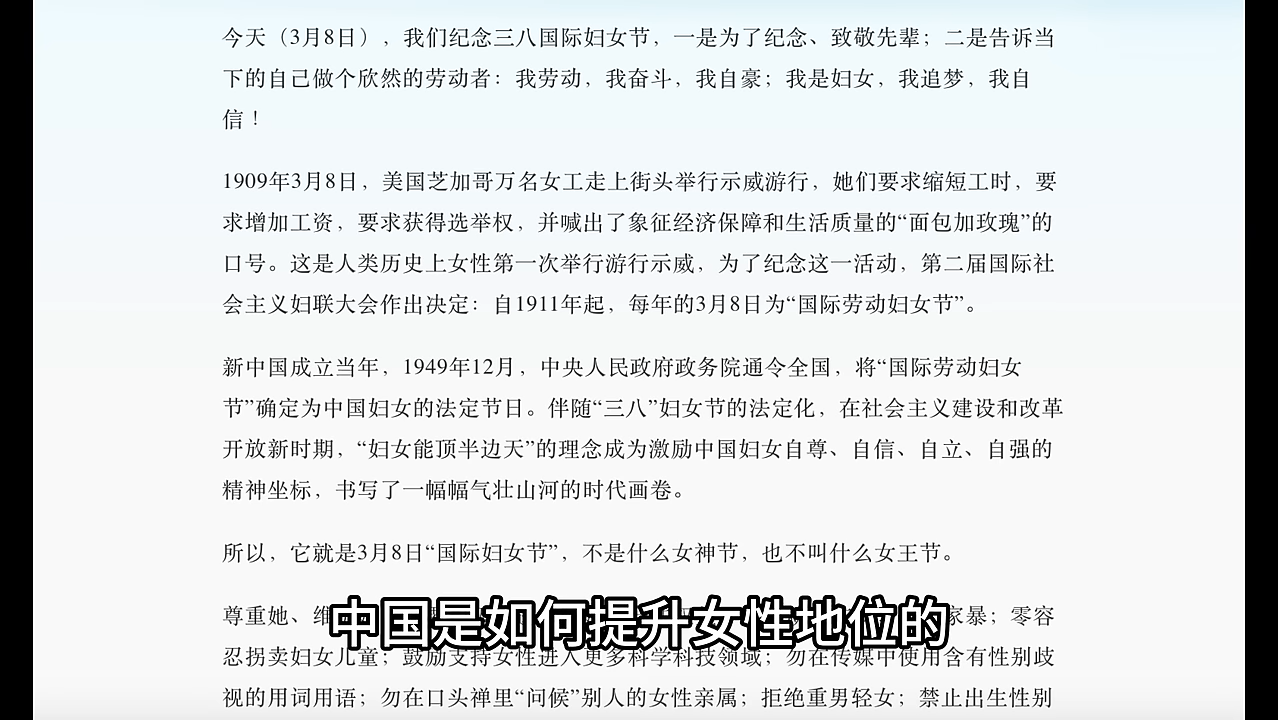 今天（3月8日），我们纪念三八国际妇女节，一是为了纪念、致敬先辈；二是告诉当
下的自己做个欣然的劳动者：我劳动，我奋斗，我自豪；我是妇女，我追梦，我自
信！
1909年3月8日，美国芝加哥万名女工走上街头举行示威游行，她们要求缩短工时，要
求增加工资，要求获得选举权，并喊出了象征经济保障和生活质量的“面包加玫瑰”的
口号。这是人类历史上女性第一次举行游行示威，为了纪念这一活动，第二届国际社
会主义妇联大会作出决定：自1911年起，每年的3月8日为“国际劳动妇女节”。
新中国成立当年，1949年12月，中央人民政府政务院通令全国，将“国际劳动妇女
节”确定为中国妇女的法定节日。伴随“三八”妇女节的法定化，在社会主义建设和改革
开放新时期，“妇女能顶半边天”的理念成为激励中国妇女自尊、自信、自立、自强的
精神坐标，书写了一幅幅气壮山河的时代画卷。
所以，它就是3月8日“国际妇女节”，不是什么女神节，也不叫什么女王节。
尊重她、维 家暴；零容
中国是如何提升女性地位的
忍拐卖妇女儿童；鼓励支持女性进入更多科学科技领域；勿在传媒中使用含有性别歧
视的用词用语；勿在口头禅里“问候”别人的女性亲属；拒绝重男轻女；禁止出生性别